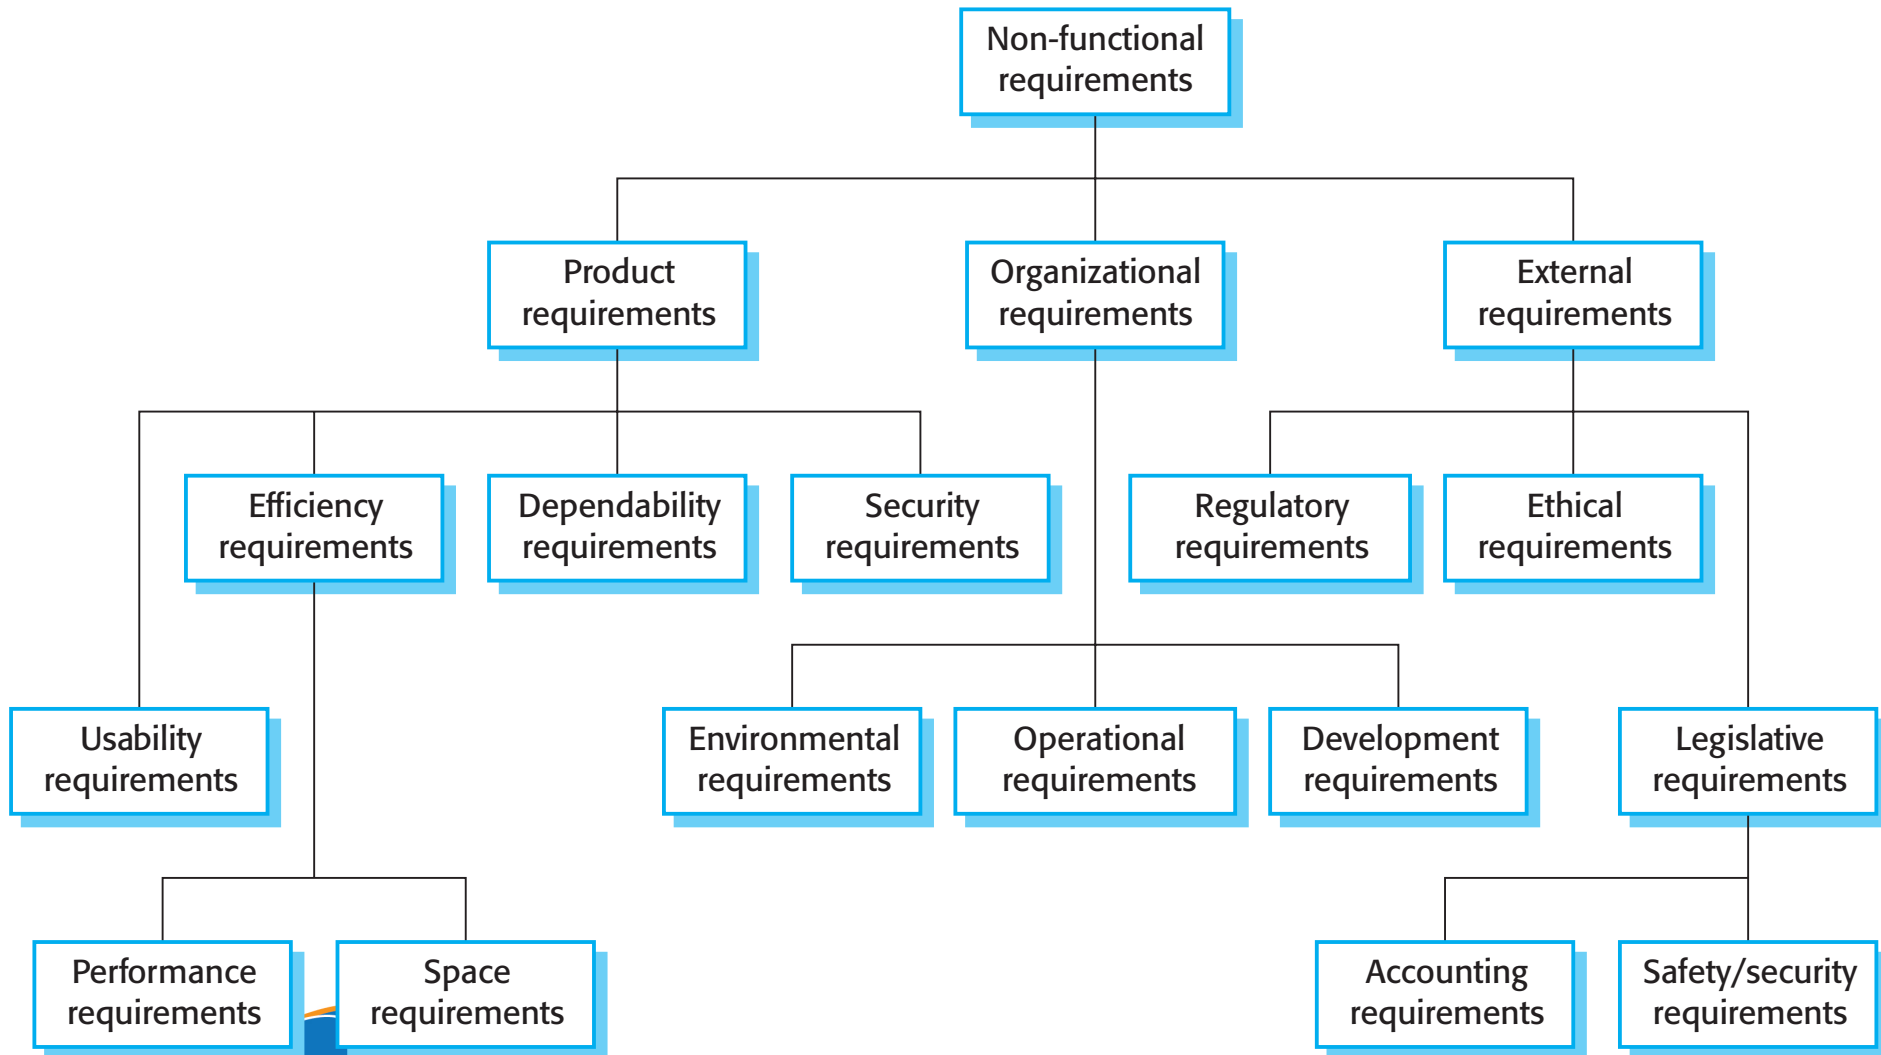 Non-functional
requirements
Product
requirements
Organizational
requirements
External
requirements
Efficiency
requirements
Dependability
requirements
Security
requirements
Regulatory
requirements
Ethical
requirements
Usability
requirements
Environmental
requirements
Operational
requirements
Development
requirements
Legislative
requirements
Performance
requirements
Space
requirements
Accounting
requirements
Safety/security
requirements